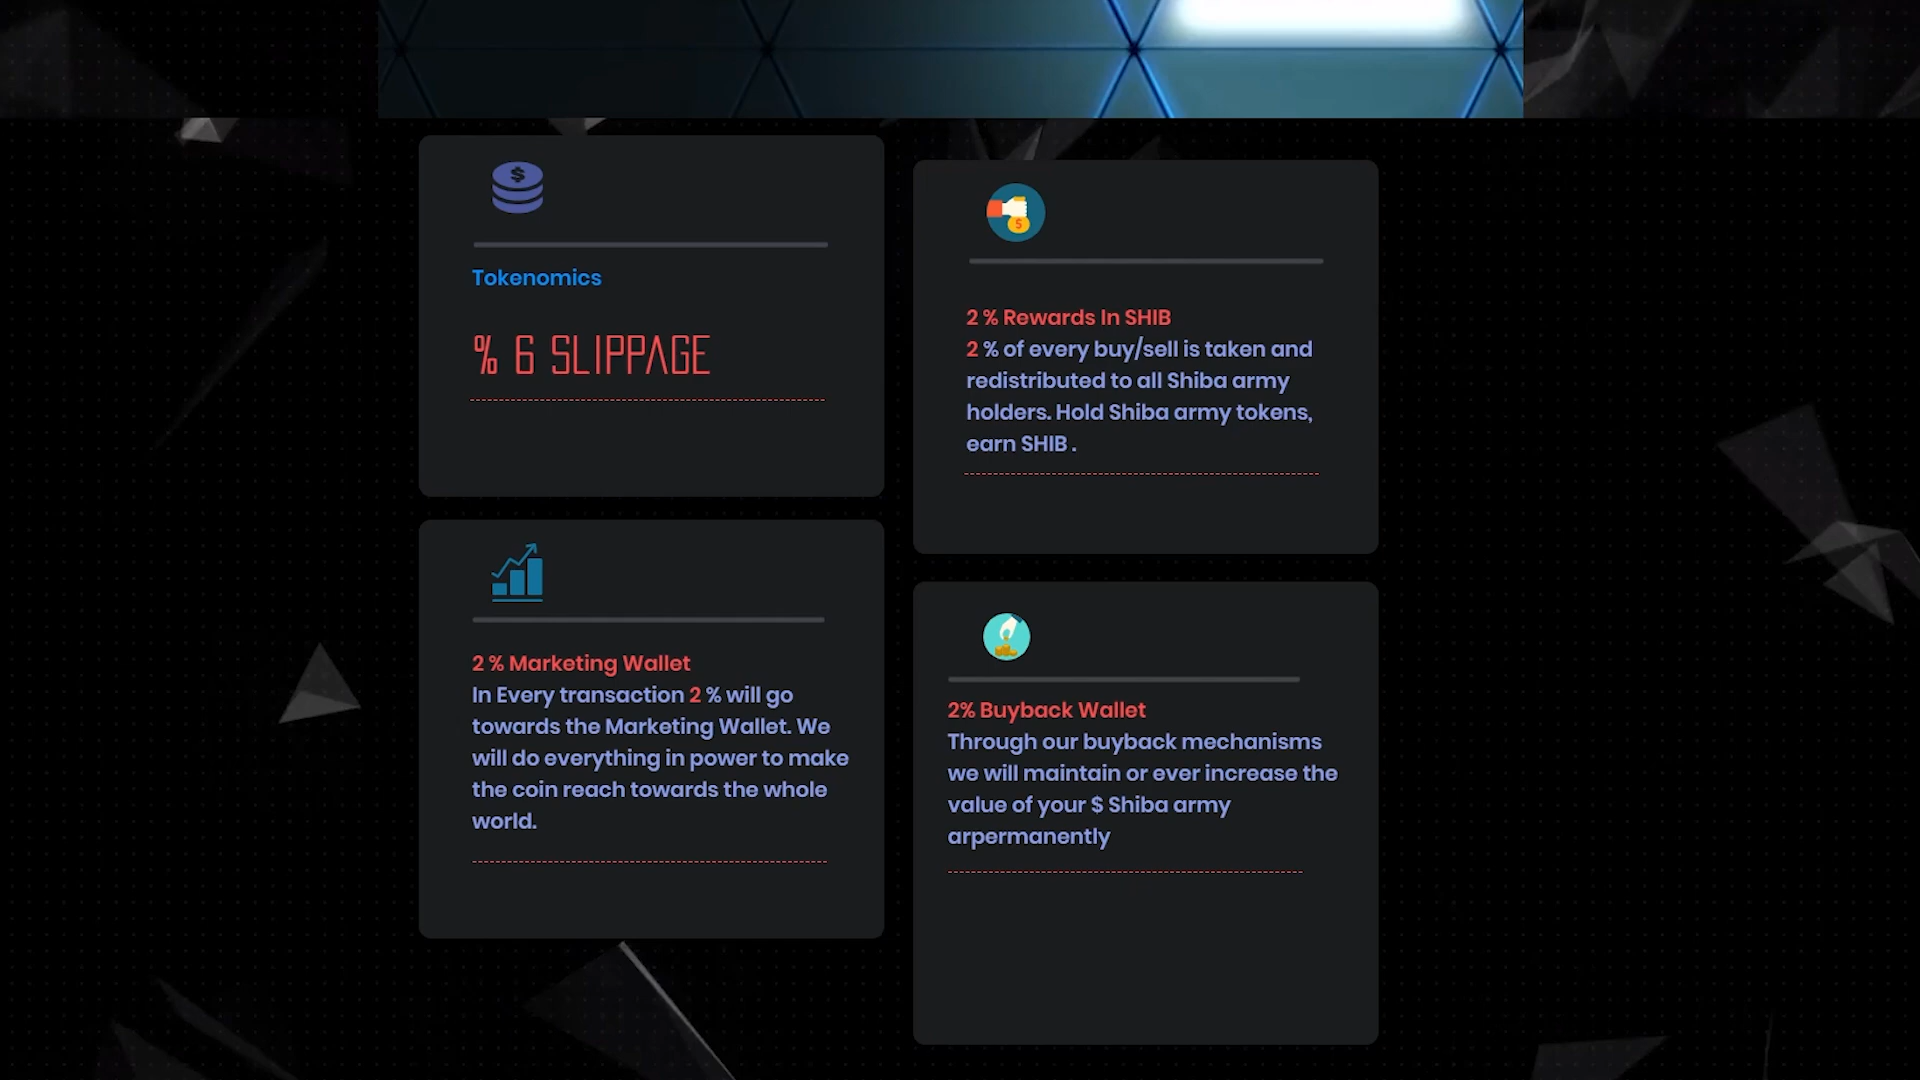 Tokenomics
% 6 SLIPPAGE
2 % Rewards In SHIB
2 % of every buy/sell is taken and
redistributed to all Shiba army
holders. Hold Shiba army tokens,
earn SHIB .
2 % Marketing Wallet
In Every transaction 2 % will go
towards the Marketing Wallet. We
will do everything in power to make
the coin reach towards the whole
world.
2% Buyback Wallet
Through our buyback mechanisms
we will maintain or ever increase the
value of your $ Shiba army
arpermanently